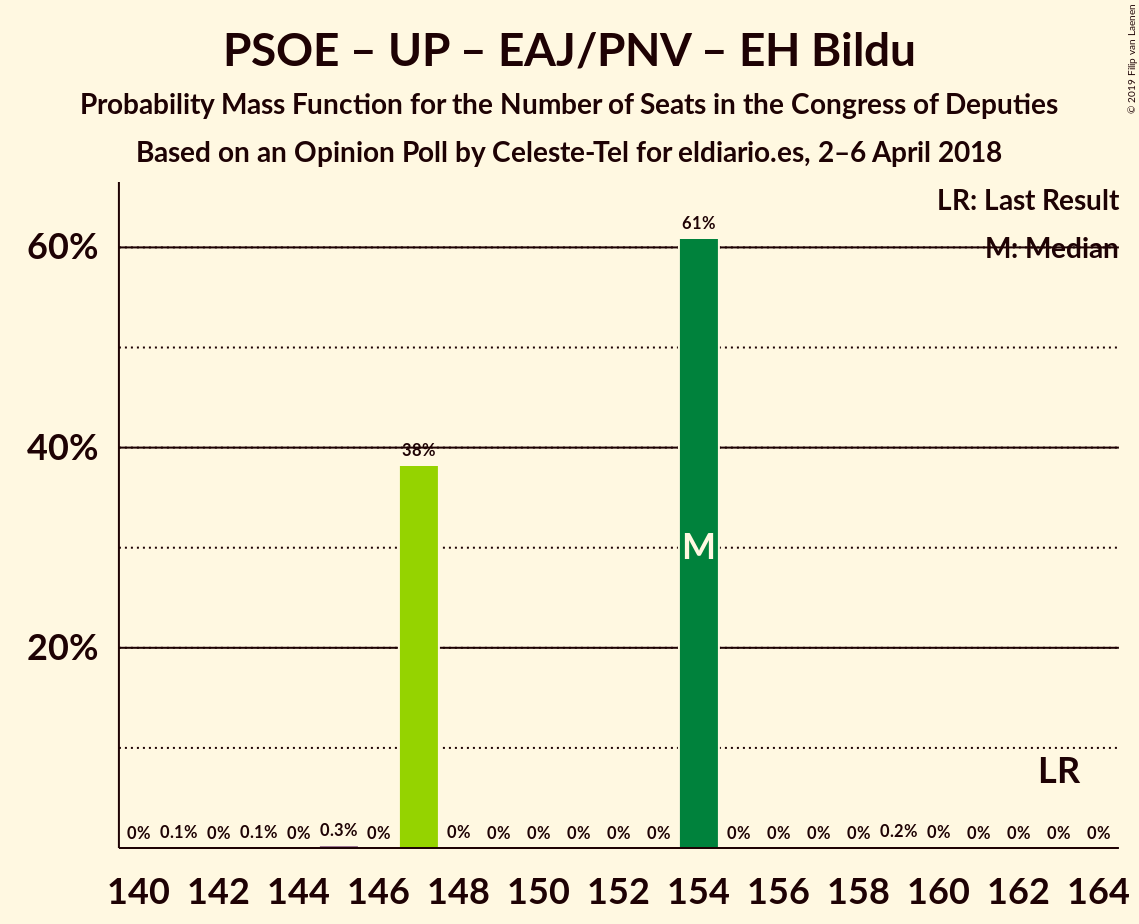 PSOE – UP – EAJ/PNV – EH Bildu
Probability Mass Function for the Number of Seats in the Congress of Deputies
Based on an Opinion Poll by Celeste-Tel for eldiario.es, 2–6 April 2018
© 2019 Filip van Laenen
LR: Last Result
M: Median
60%
40%
20%
61%
38%
M
LR
0% 0.1% 0% 0.1% 0% 0.3% 0% 0% 0% 0% 0% 0% 0% 0% 0% 0% 0% 0.2% 0% 0% 0% 0% 0%
140 142 144 146 148 150 152 154 156 158 160 162 164